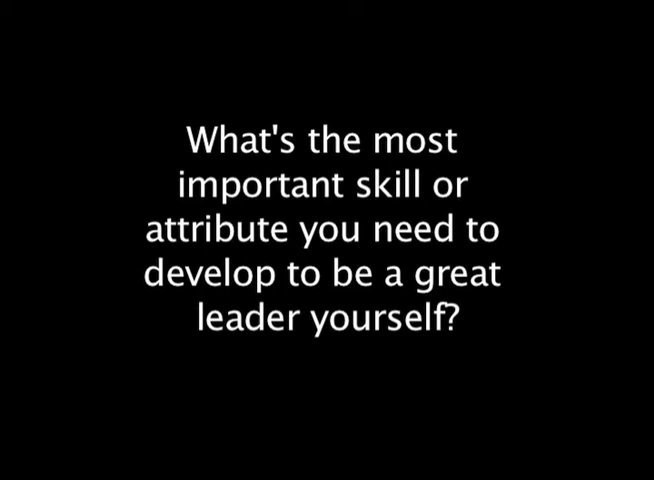 What's the most
important skill or
attribute you need to
develop to be a great
leader yourself?